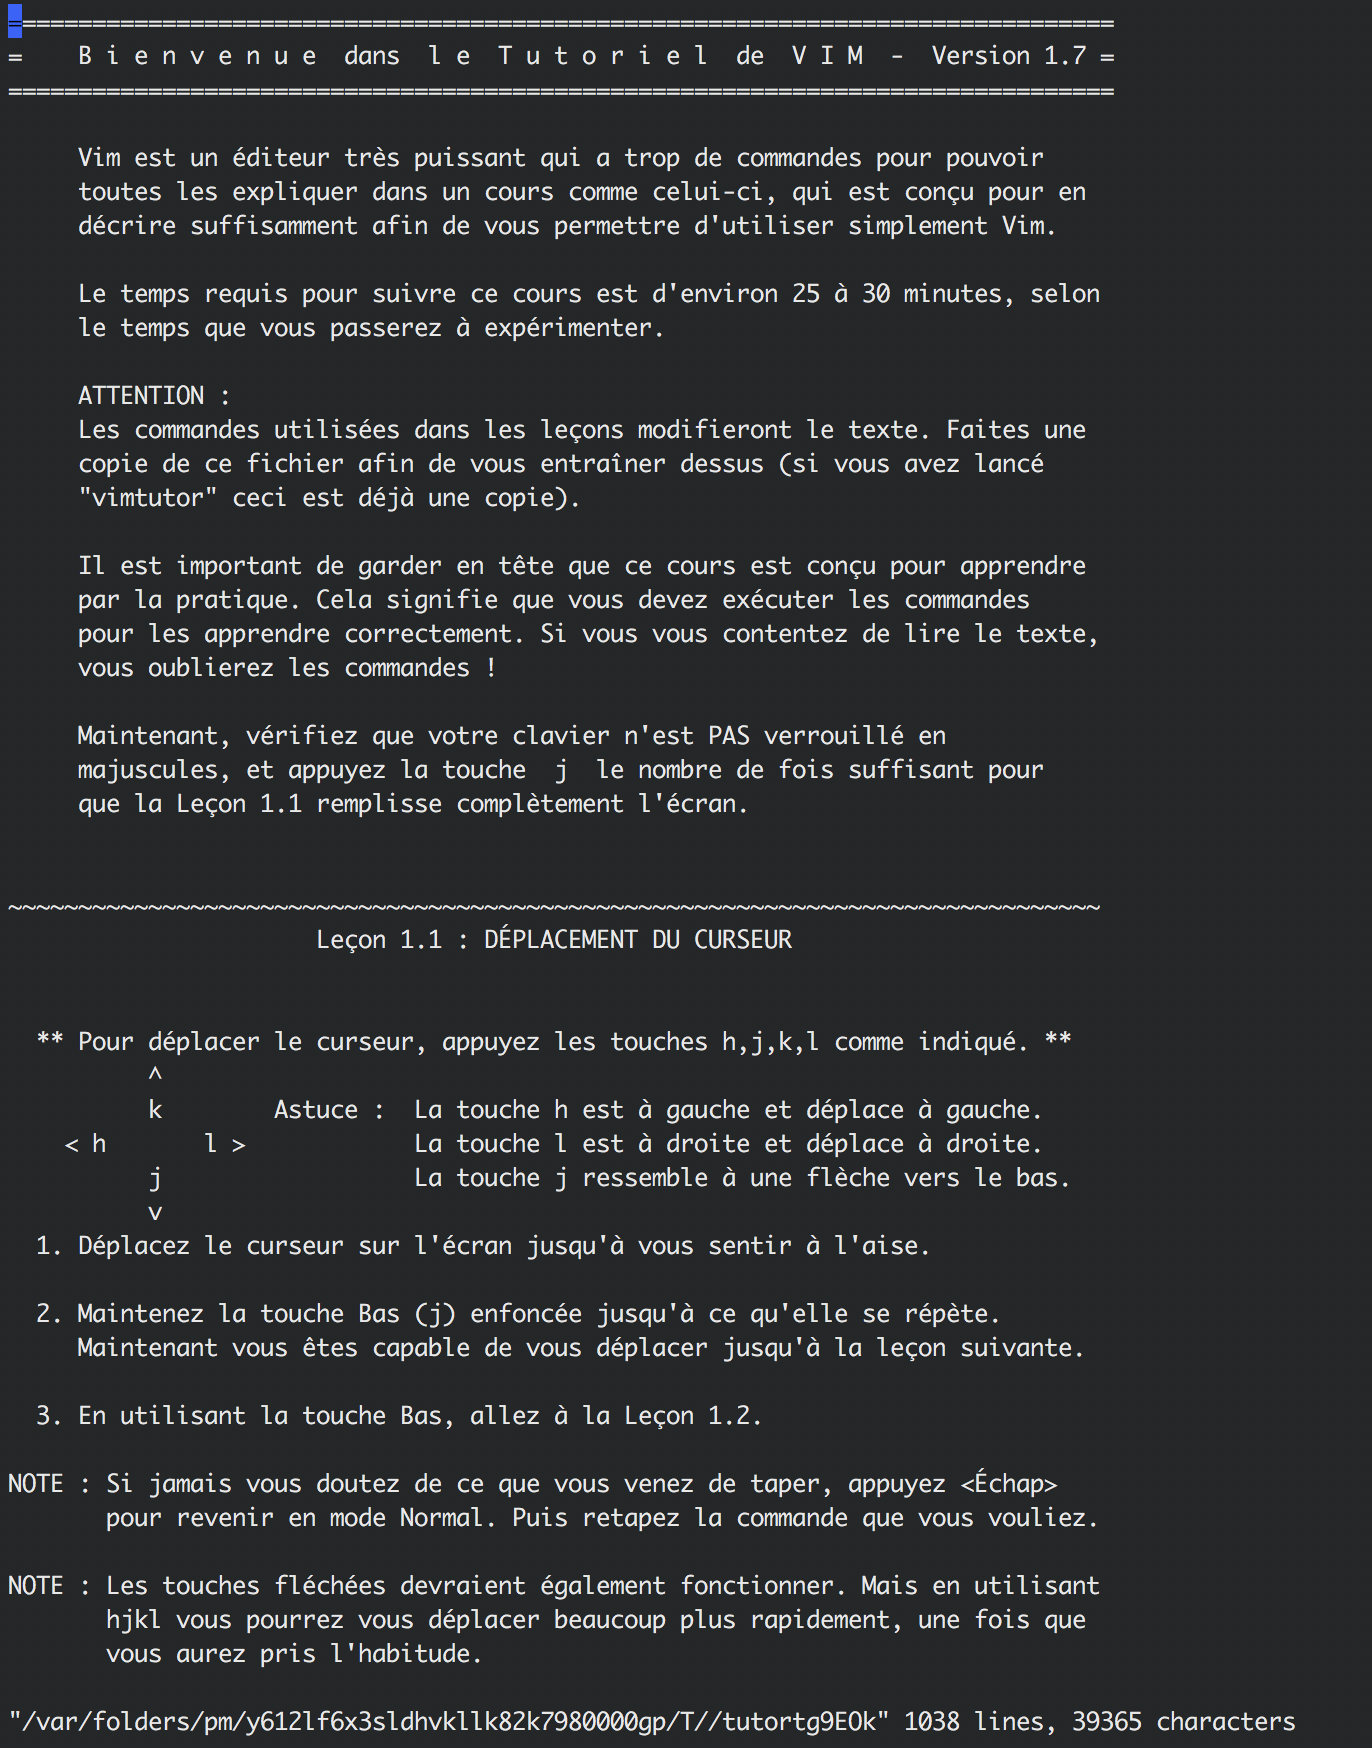 ===============================================================================
=    B i e n v e n u e  dans  l e  T u t o r i e l  de  V I M  -  Version 1.7 =
===============================================================================

     Vim est un éditeur très puissant qui a trop de commandes pour pouvoir
     toutes les expliquer dans un cours comme celui-ci, qui est conçu pour en
     décrire suffisamment afin de vous permettre d'utiliser simplement Vim.

     Le temps requis pour suivre ce cours est d'environ 25 à 30 minutes, selon
     le temps que vous passerez à expérimenter.

     ATTENTION :
     Les commandes utilisées dans les leçons modifieront le texte. Faites une
     copie de ce fichier afin de vous entraîner dessus (si vous avez lancé
     "vimtutor" ceci est déjà une copie).

     Il est important de garder en tête que ce cours est conçu pour apprendre
     par la pratique. Cela signifie que vous devez exécuter les commandes
     pour les apprendre correctement. Si vous vous contentez de lire le texte,
     vous oublierez les commandes !

     Maintenant, vérifiez que votre clavier n'est PAS verrouillé en
     majuscules, et appuyez la touche  j  le nombre de fois suffisant pour
     que la Leçon 1.1 remplisse complètement l'écran.


~~~~~~~~~~~~~~~~~~~~~~~~~~~~~~~~~~~~~~~~~~~~~~~~~~~~~~~~~~~~~~~~~~~~~~~~~~~~~~
                      Leçon 1.1 : DÉPLACEMENT DU CURSEUR


  ** Pour déplacer le curseur, appuyez les touches h,j,k,l comme indiqué. **
          ^
          k        Astuce :  La touche h est à gauche et déplace à gauche.
    < h       l >            La touche l est à droite et déplace à droite.
          j                  La touche j ressemble à une flèche vers le bas.
          v
  1. Déplacez le curseur sur l'écran jusqu'à vous sentir à l'aise.

  2. Maintenez la touche Bas (j) enfoncée jusqu'à ce qu'elle se répète.
     Maintenant vous êtes capable de vous déplacer jusqu'à la leçon suivante.

  3. En utilisant la touche Bas, allez à la Leçon 1.2.

NOTE : Si jamais vous doutez de ce que vous venez de taper, appuyez <Échap>
       pour revenir en mode Normal. Puis retapez la commande que vous vouliez.

NOTE : Les touches fléchées devraient également fonctionner. Mais en utilisant
       hjkl vous pourrez vous déplacer beaucoup plus rapidement, une fois que
       vous aurez pris l'habitude.

"/var/folders/pm/y612lf6x3sldhvkllk82k7980000gp/T//tutortg9EOk" 1038 lines, 39365 characters